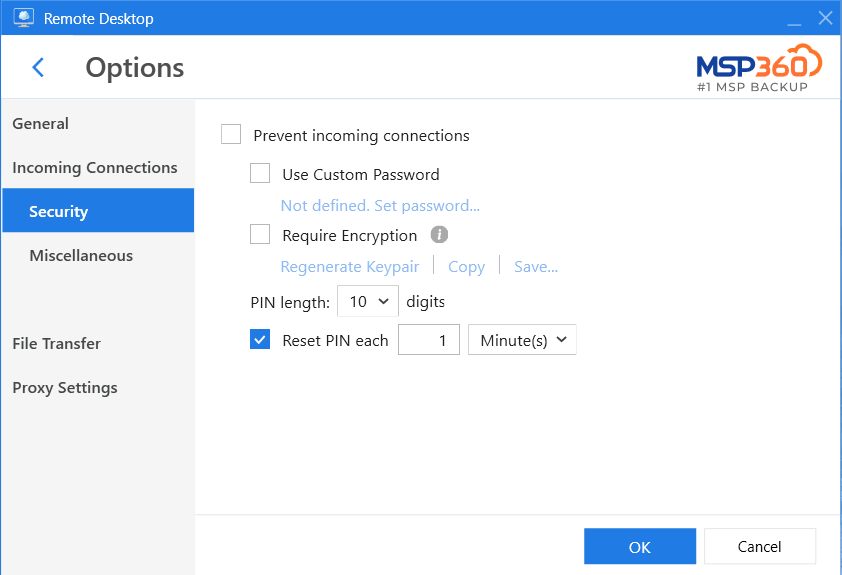 Remote Desktop
Options
MSP360
#1 MSP BACKUP
General
Incoming Connections
Security
Miscellaneous
File Transfer
Proxy Settings
Prevent incoming connections
Use Custom Password
Not defined. Set password...
Require Encryption i
Regenerate Keypair Copy Save...
PIN length: 10 digits
Reset PIN each 1 Minute(s)
OK Cancel